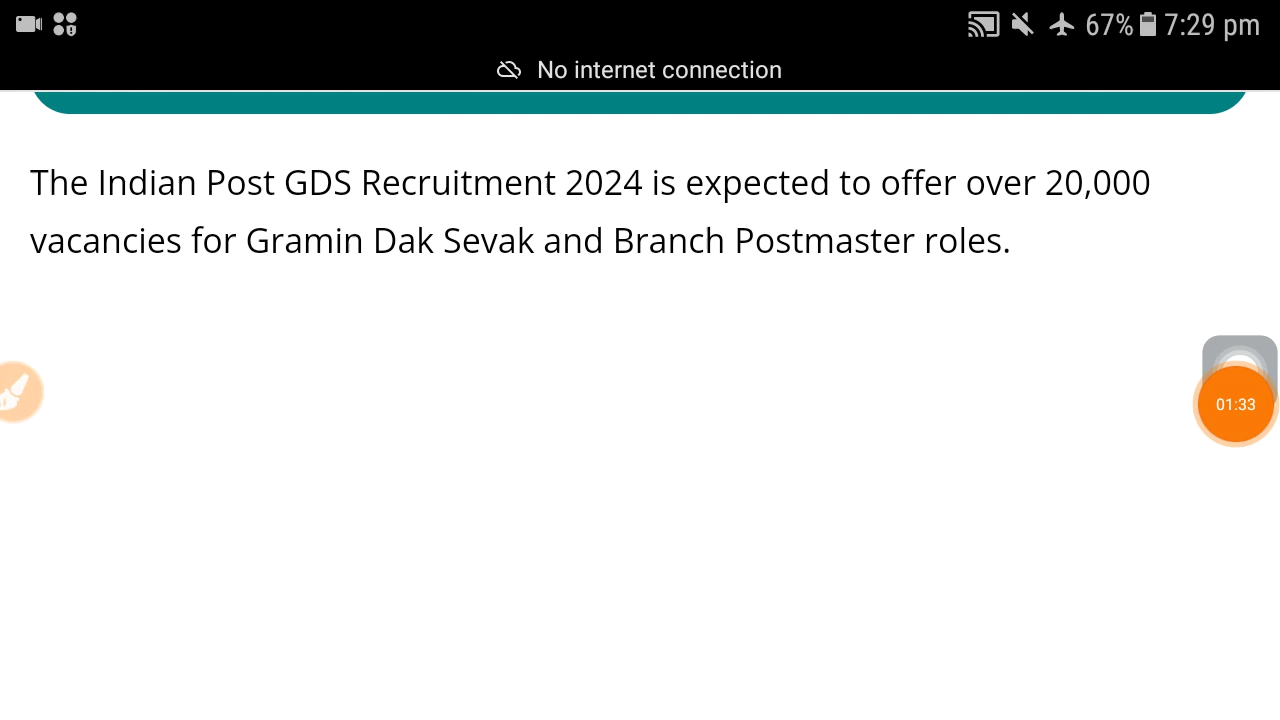 67% 7:29 pm
No internet connection
The Indian Post GDS Recruitment 2024 is expected to offer over 20,000
vacancies for Gramin Dak Sevak and Branch Postmaster roles.
01:33